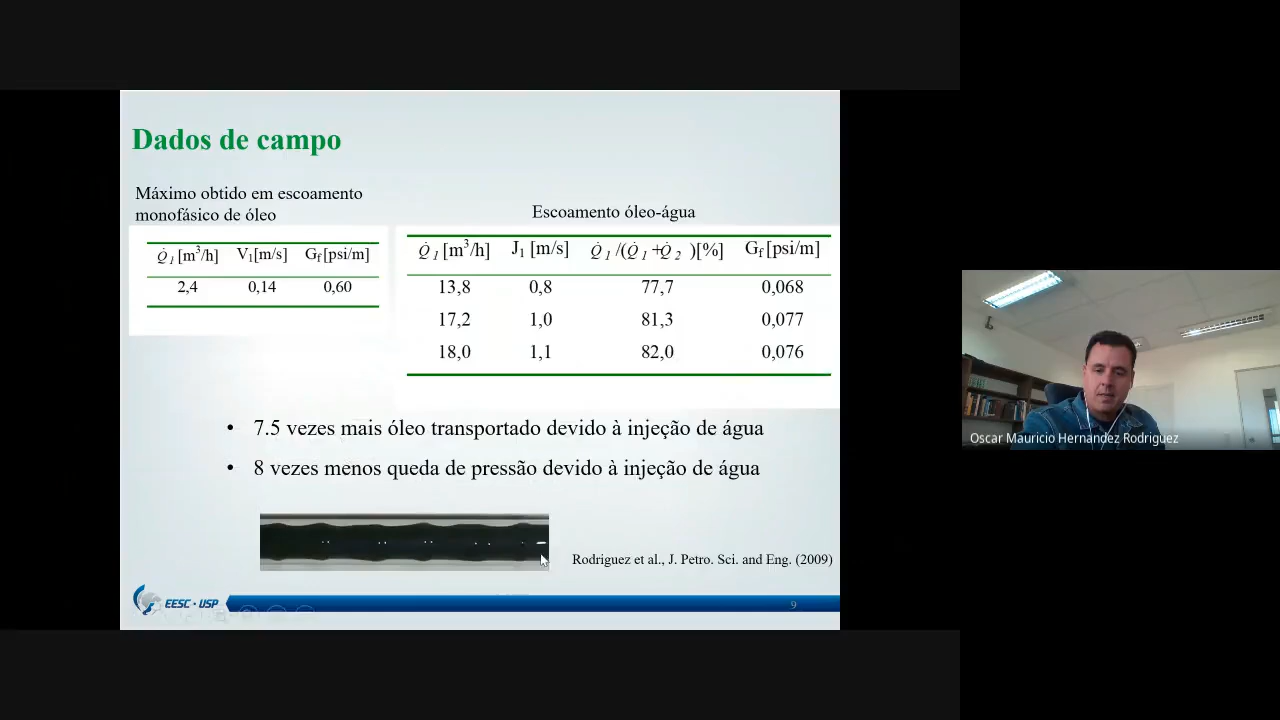 Dados de campo
Máximo obtido em escoamento
monofásico de óleo
Q̇1 [m³/h] V1[m/s] Gf[psi/m]
2,4 0,14 0,60
Escoamento óleo-água
Q̇1 [m³/h] J1 [m/s] Q̇1 /(Q̇1 +Q̇2 )[%] Gf [psi/m]
13,8 0,8 77,7 0,068
17,2 1,0 81,3 0,077
18,0 1,1 82,0 0,076
• 7.5 vezes mais óleo transportado devido à injeção de água
• 8 vezes menos queda de pressão devido à injeção de água
Rodriguez et al., J. Petro. Sci. and Eng. (2009)
EESC · USP
9
Oscar Mauricio Hernandez Rodriguez